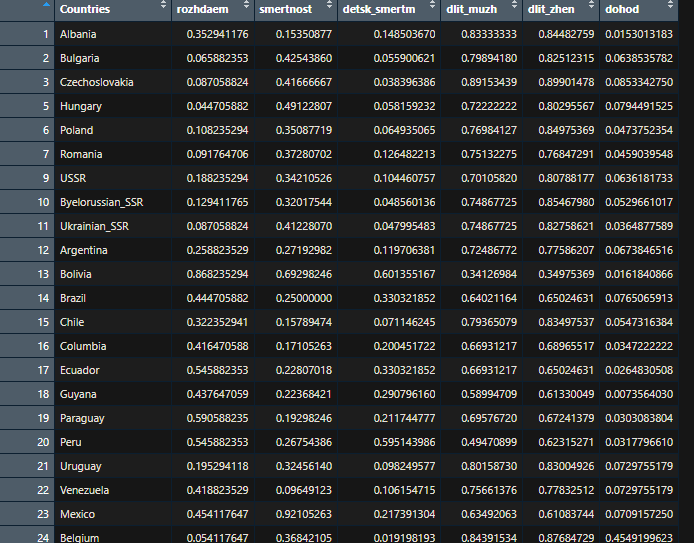 Countries rozhdaem smertnost detsk_smertm dlit_muzh dlit_zhen dohod
1 Albania 0.352941176 0.15350877 0.148503670 0.83333333 0.84482759 0.0153013183
2 Bulgaria 0.065882353 0.42543860 0.055900621 0.79894180 0.82512315 0.0638535782
3 Czechoslovakia 0.087058824 0.41666667 0.038396386 0.89153439 0.89901478 0.0853342750
5 Hungary 0.044705882 0.49122807 0.058159232 0.72222222 0.80295567 0.0794491525
6 Poland 0.108235294 0.35087719 0.064935065 0.76984127 0.84975369 0.0473752354
7 Romania 0.091764706 0.37280702 0.126482213 0.75132275 0.76847291 0.0459039548
9 USSR 0.188235294 0.34210526 0.104460757 0.70105820 0.80788177 0.0636181733
10 Byelorussian_SSR 0.129411765 0.32017544 0.048560136 0.74867725 0.85467980 0.0529661017
11 Ukrainian_SSR 0.087058824 0.41228070 0.047995483 0.74867725 0.82758621 0.0364877589
12 Argentina 0.258823529 0.27192982 0.119706381 0.72486772 0.77586207 0.0673846516
13 Bolivia 0.868235294 0.69298246 0.601355167 0.34126984 0.34975369 0.0161840866
14 Brazil 0.444705882 0.25000000 0.330321852 0.64021164 0.65024631 0.0765065913
15 Chile 0.322352941 0.15789474 0.071146245 0.79365079 0.83497537 0.0547316384
16 Columbia 0.416470588 0.17105263 0.200451722 0.66931217 0.68965517 0.0347222222
17 Ecuador 0.545882353 0.22807018 0.330321852 0.66931217 0.65024631 0.0264830508
18 Guyana 0.437647059 0.22368421 0.290796160 0.58994709 0.61330049 0.0073564030
19 Paraguay 0.590588235 0.19298246 0.211744777 0.69576720 0.67241379 0.0303083804
20 Peru 0.545882353 0.26754386 0.595143986 0.49470899 0.62315271 0.0317796610
21 Uruguay 0.195294118 0.32456140 0.098249577 0.80158730 0.83004926 0.0729755179
22 Venezuela 0.418823529 0.09649123 0.106154715 0.75661376 0.77832512 0.0729755179
23 Mexico 0.454117647 0.92105263 0.217391304 0.63492063 0.61083744 0.0709157250
24 Belgium 0.054117647 0.36842105 0.019198193 0.84391534 0.87684729 0.4549199623